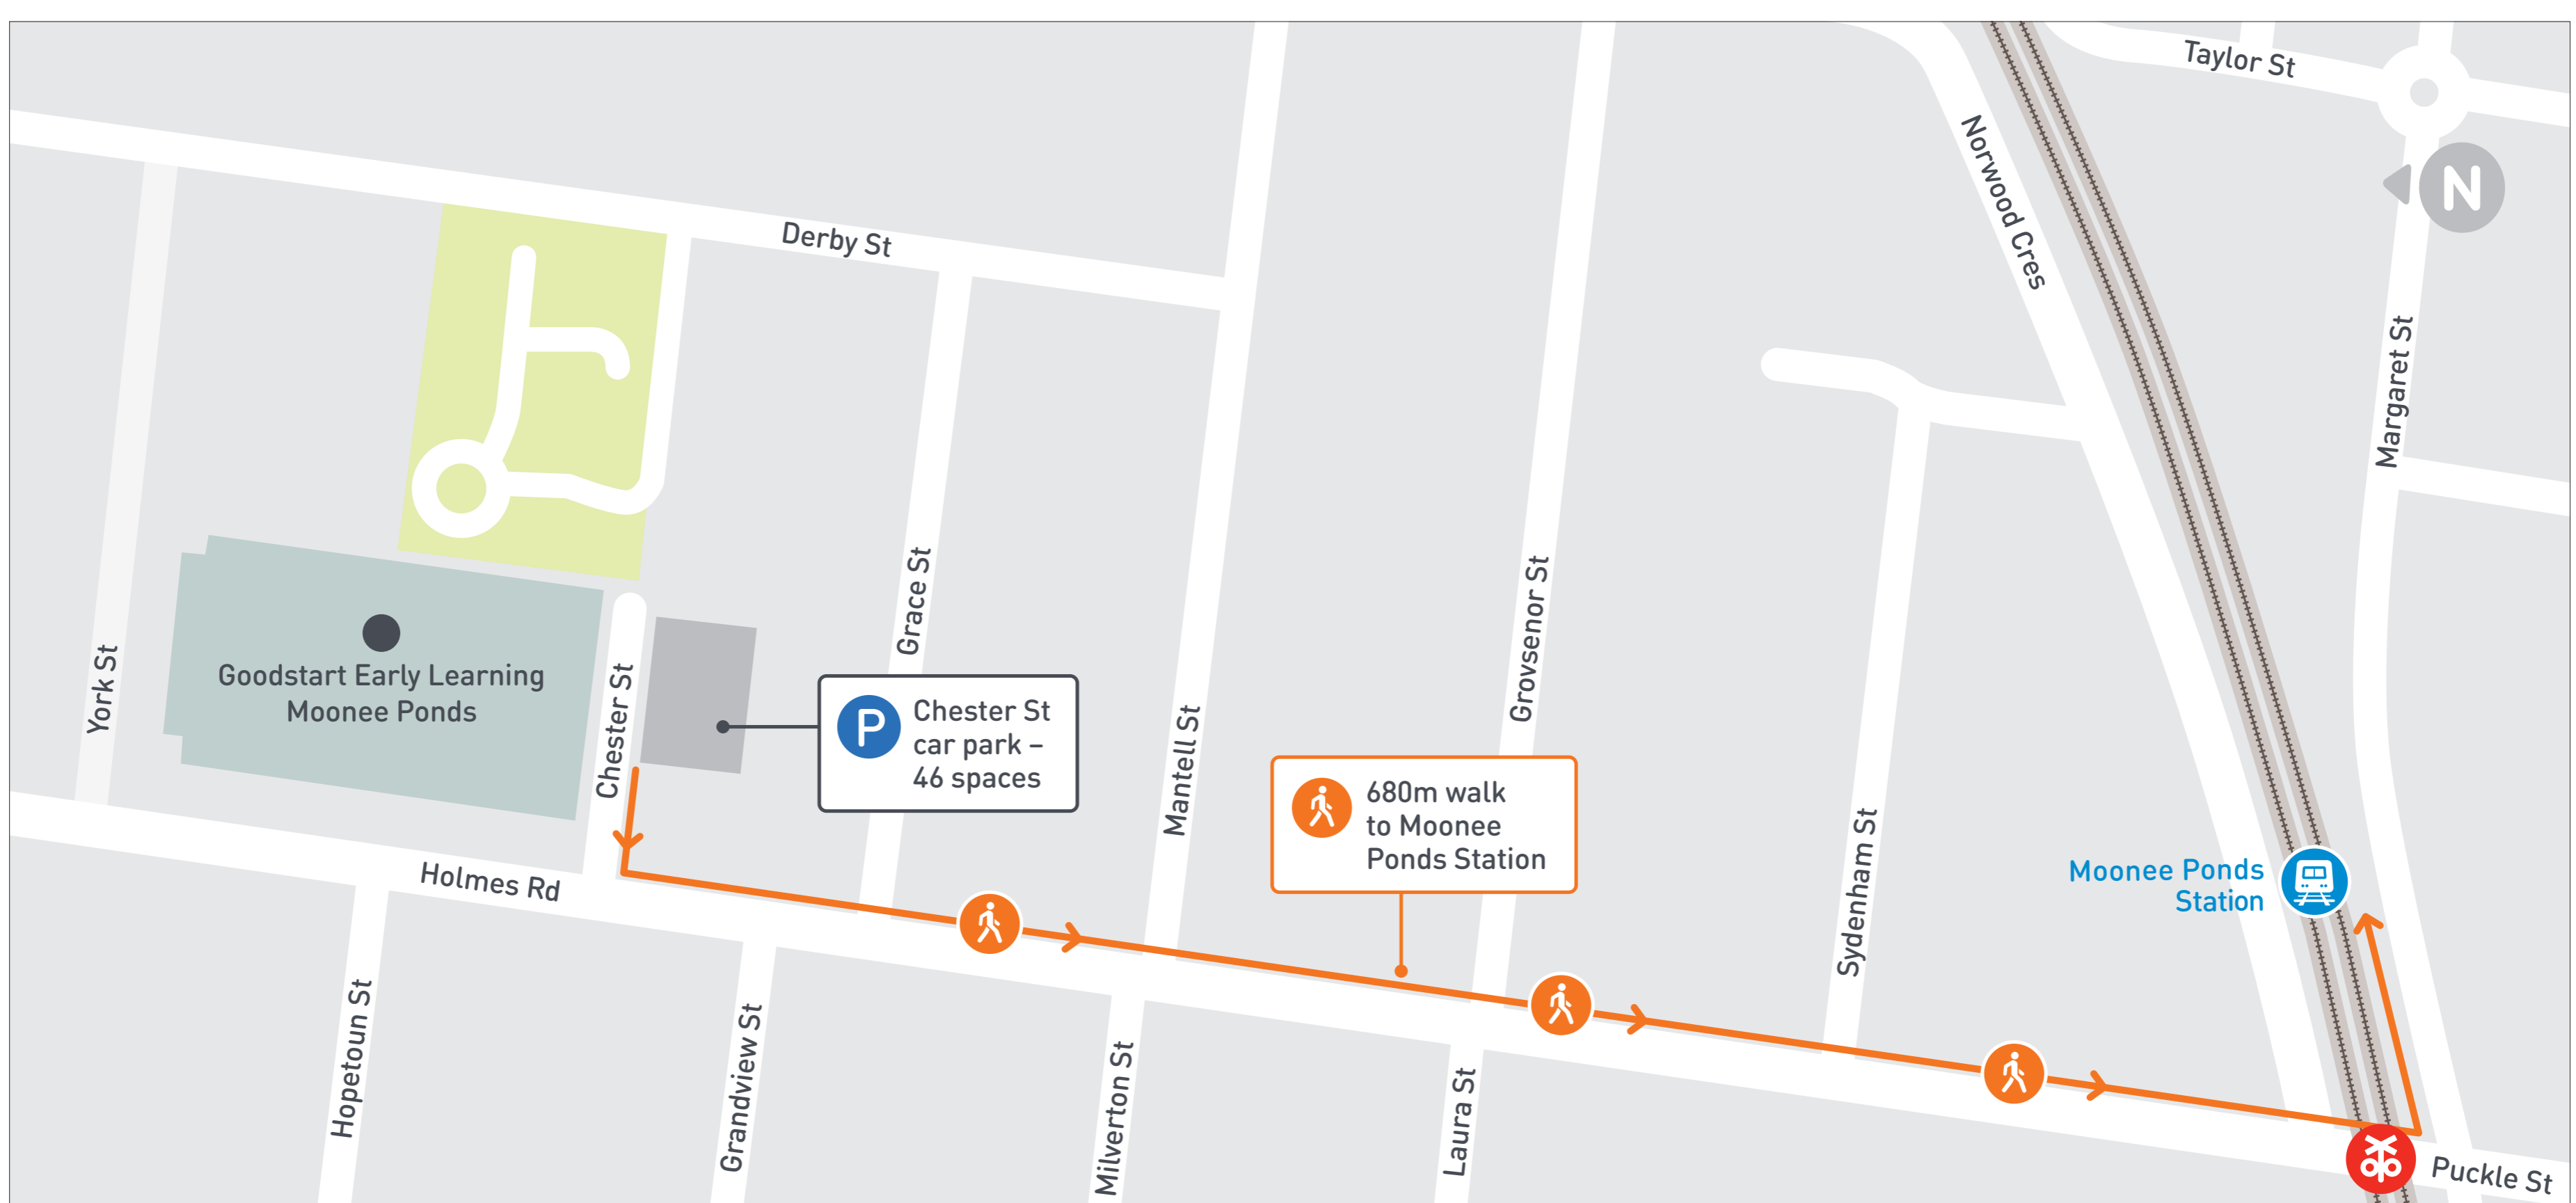 Taylor St
N
Norwood Cres
Derby St
Margaret St
Grace St
Grovsenor St
York St
Goodstart Early Learning
Moonee Ponds
Chester St
P
Chester St
car park –
46 spaces
Mantell St
680m walk
to Moonee
Ponds Station
Sydenham St
Moonee Ponds
Station
Holmes Rd
Hopetoun St
Grandview St
Milverton St
Laura St
Puckle St